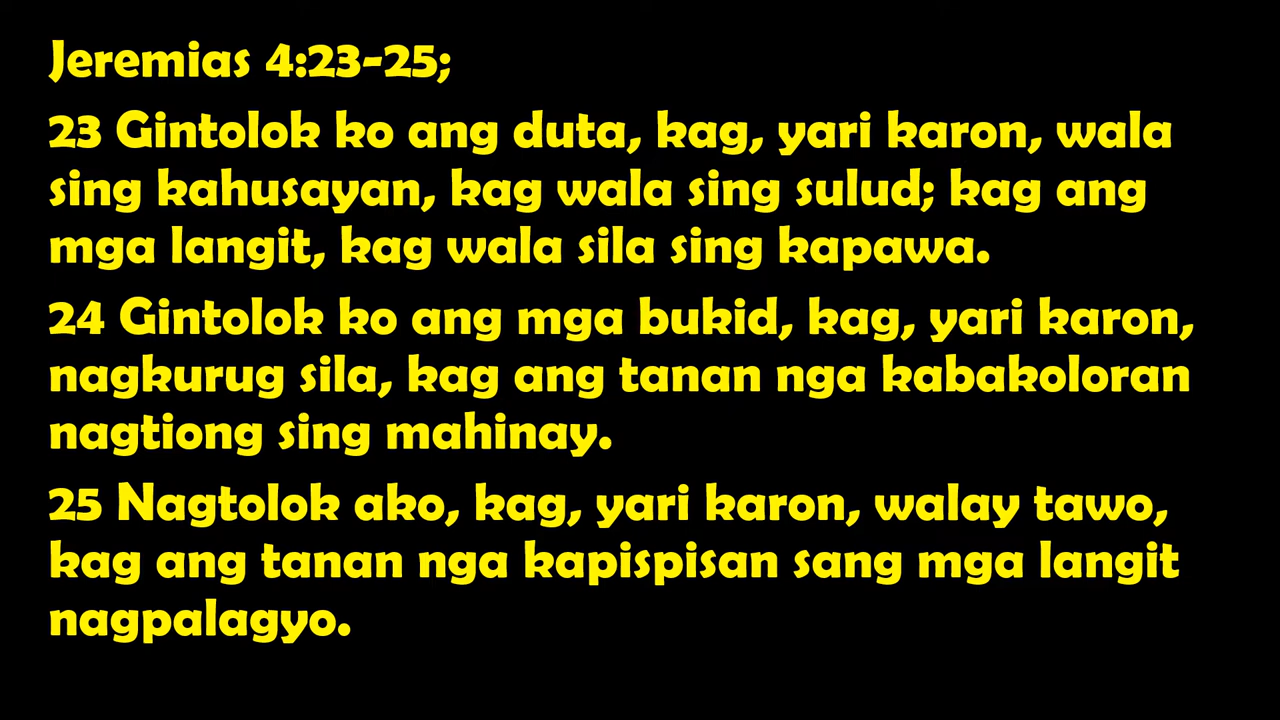 Jeremias 4:23-25;
23 Gintolok ko ang duta, kag, yari karon, wala
sing kahusayan, kag wala sing sulud; kag ang
mga langit, kag wala sila sing kapawa.
24 Gintolok ko ang mga bukid, kag, yari karon,
nagkurug sila, kag ang tanan nga kabakoloran
nagtiong sing mahinay.
25 Nagtolok ako, kag, yari karon, walay tawo,
kag ang tanan nga kapispisan sang mga langit
nagpalagyo.